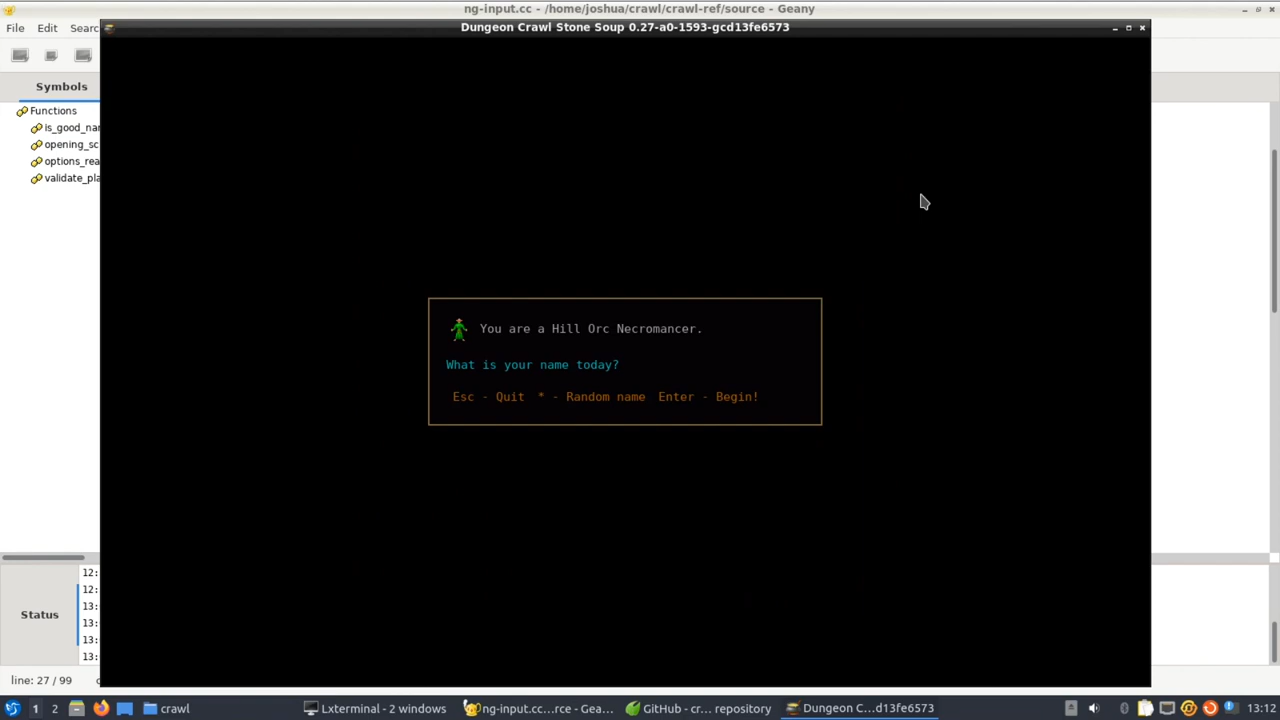 ng-input.cc - /home/joshua/crawl/crawl-ref/source - Geany
File Edit Searc
Dungeon Crawl Stone Soup 0.27-a0-1593-gcd13fe6573
Symbols
Functions
is_good_nar
opening_sc
options_rea
validate_pla
You are a Hill Orc Necromancer.
What is your name today?
Esc - Quit * - Random name Enter - Begin!
Status
12:
12:
13:
13:
13:
13:
line: 27 / 99
1 2 crawl Lxterminal - 2 windows ng-input.cc...rce - Gea... GitHub - cr... repository Dungeon C...d13fe6573 13:12